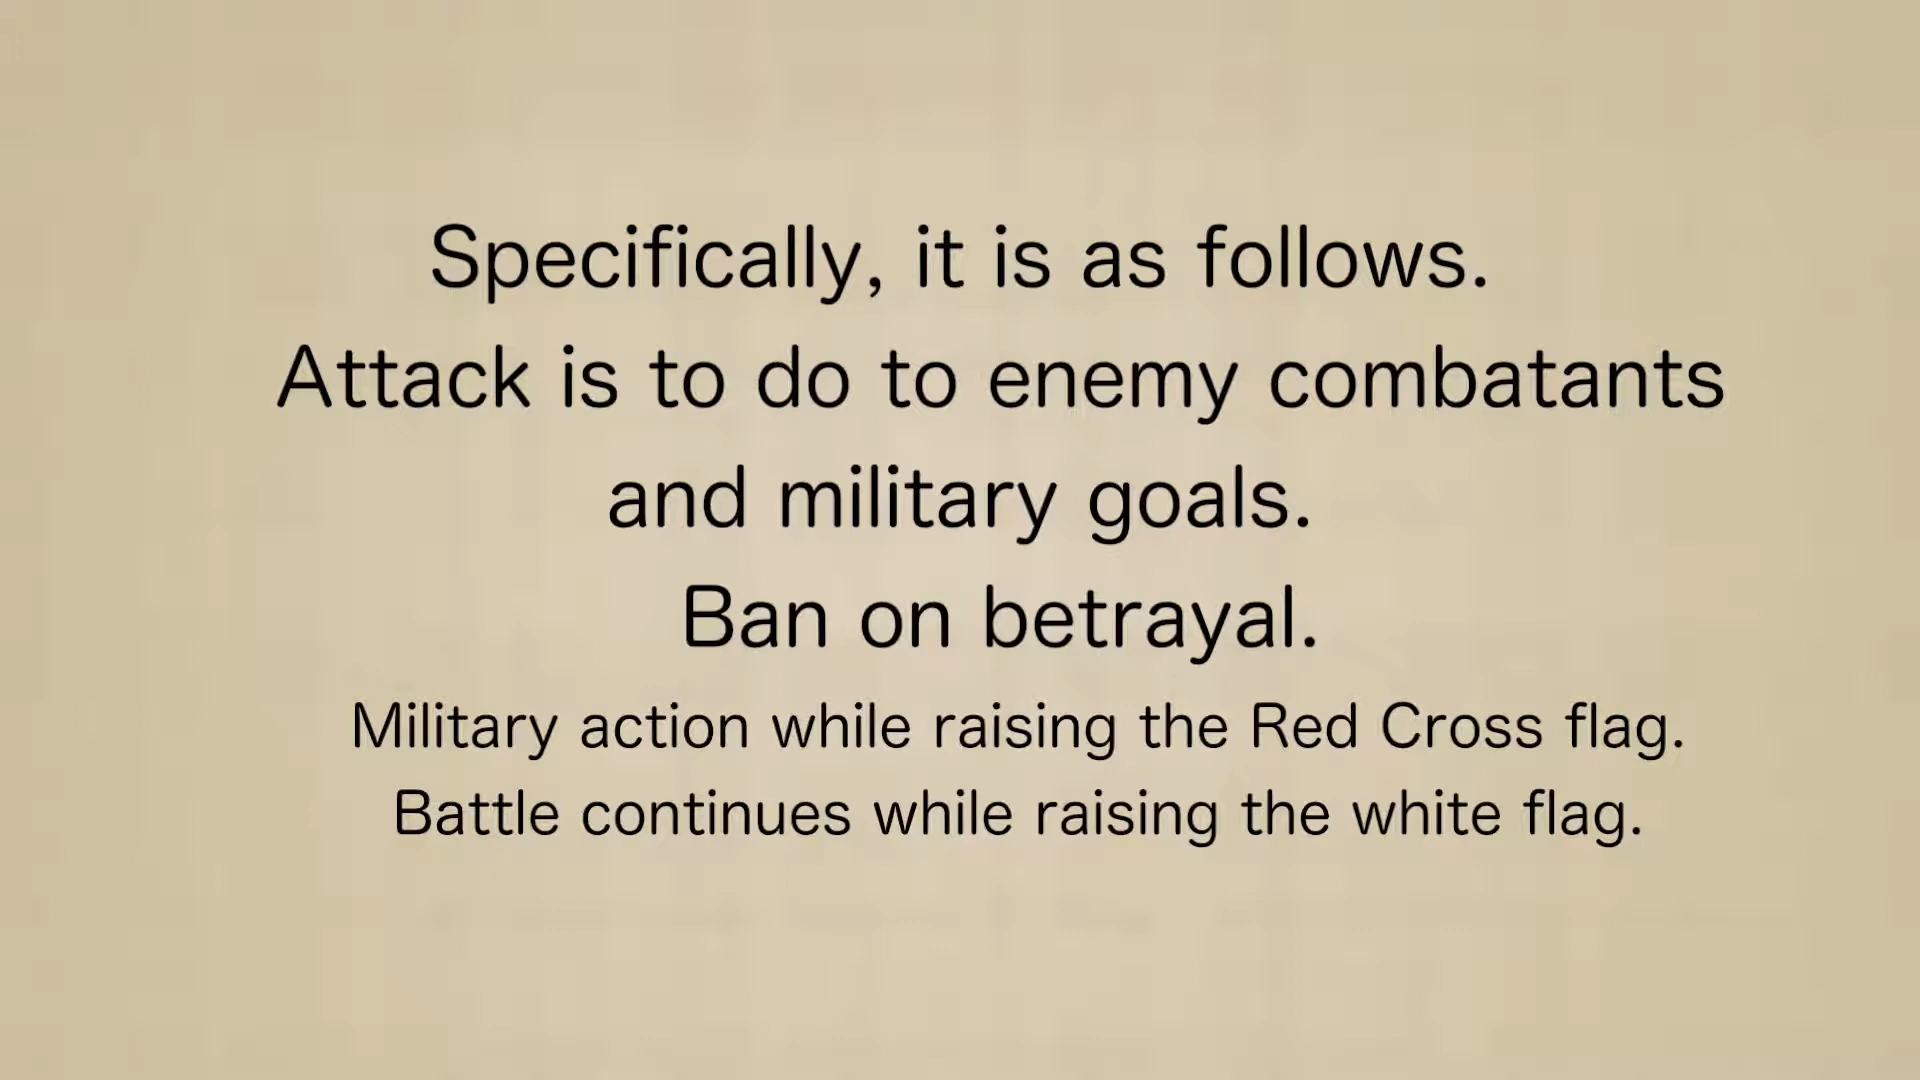 Specifically, it is as follows.
Attack is to do to enemy combatants
and military goals.
Ban on betrayal.
Military action while raising the Red Cross flag.
Battle continues while raising the white flag.